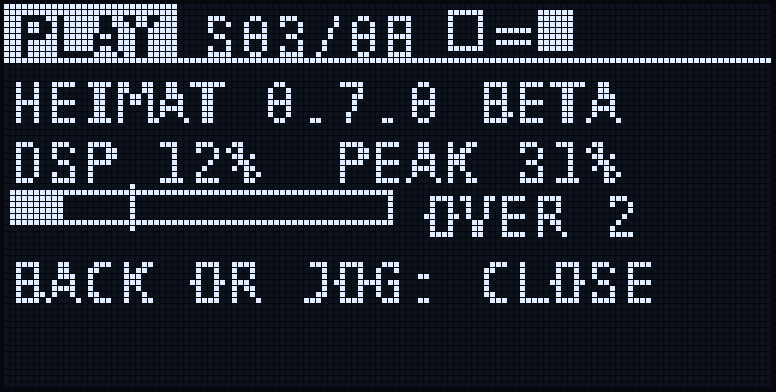 PLAY S03/08 □=■
HEIMAT 0.7.0 BETA
DSP 12% PEAK 31%
OVER 2
BACK OR JOG: CLOSE